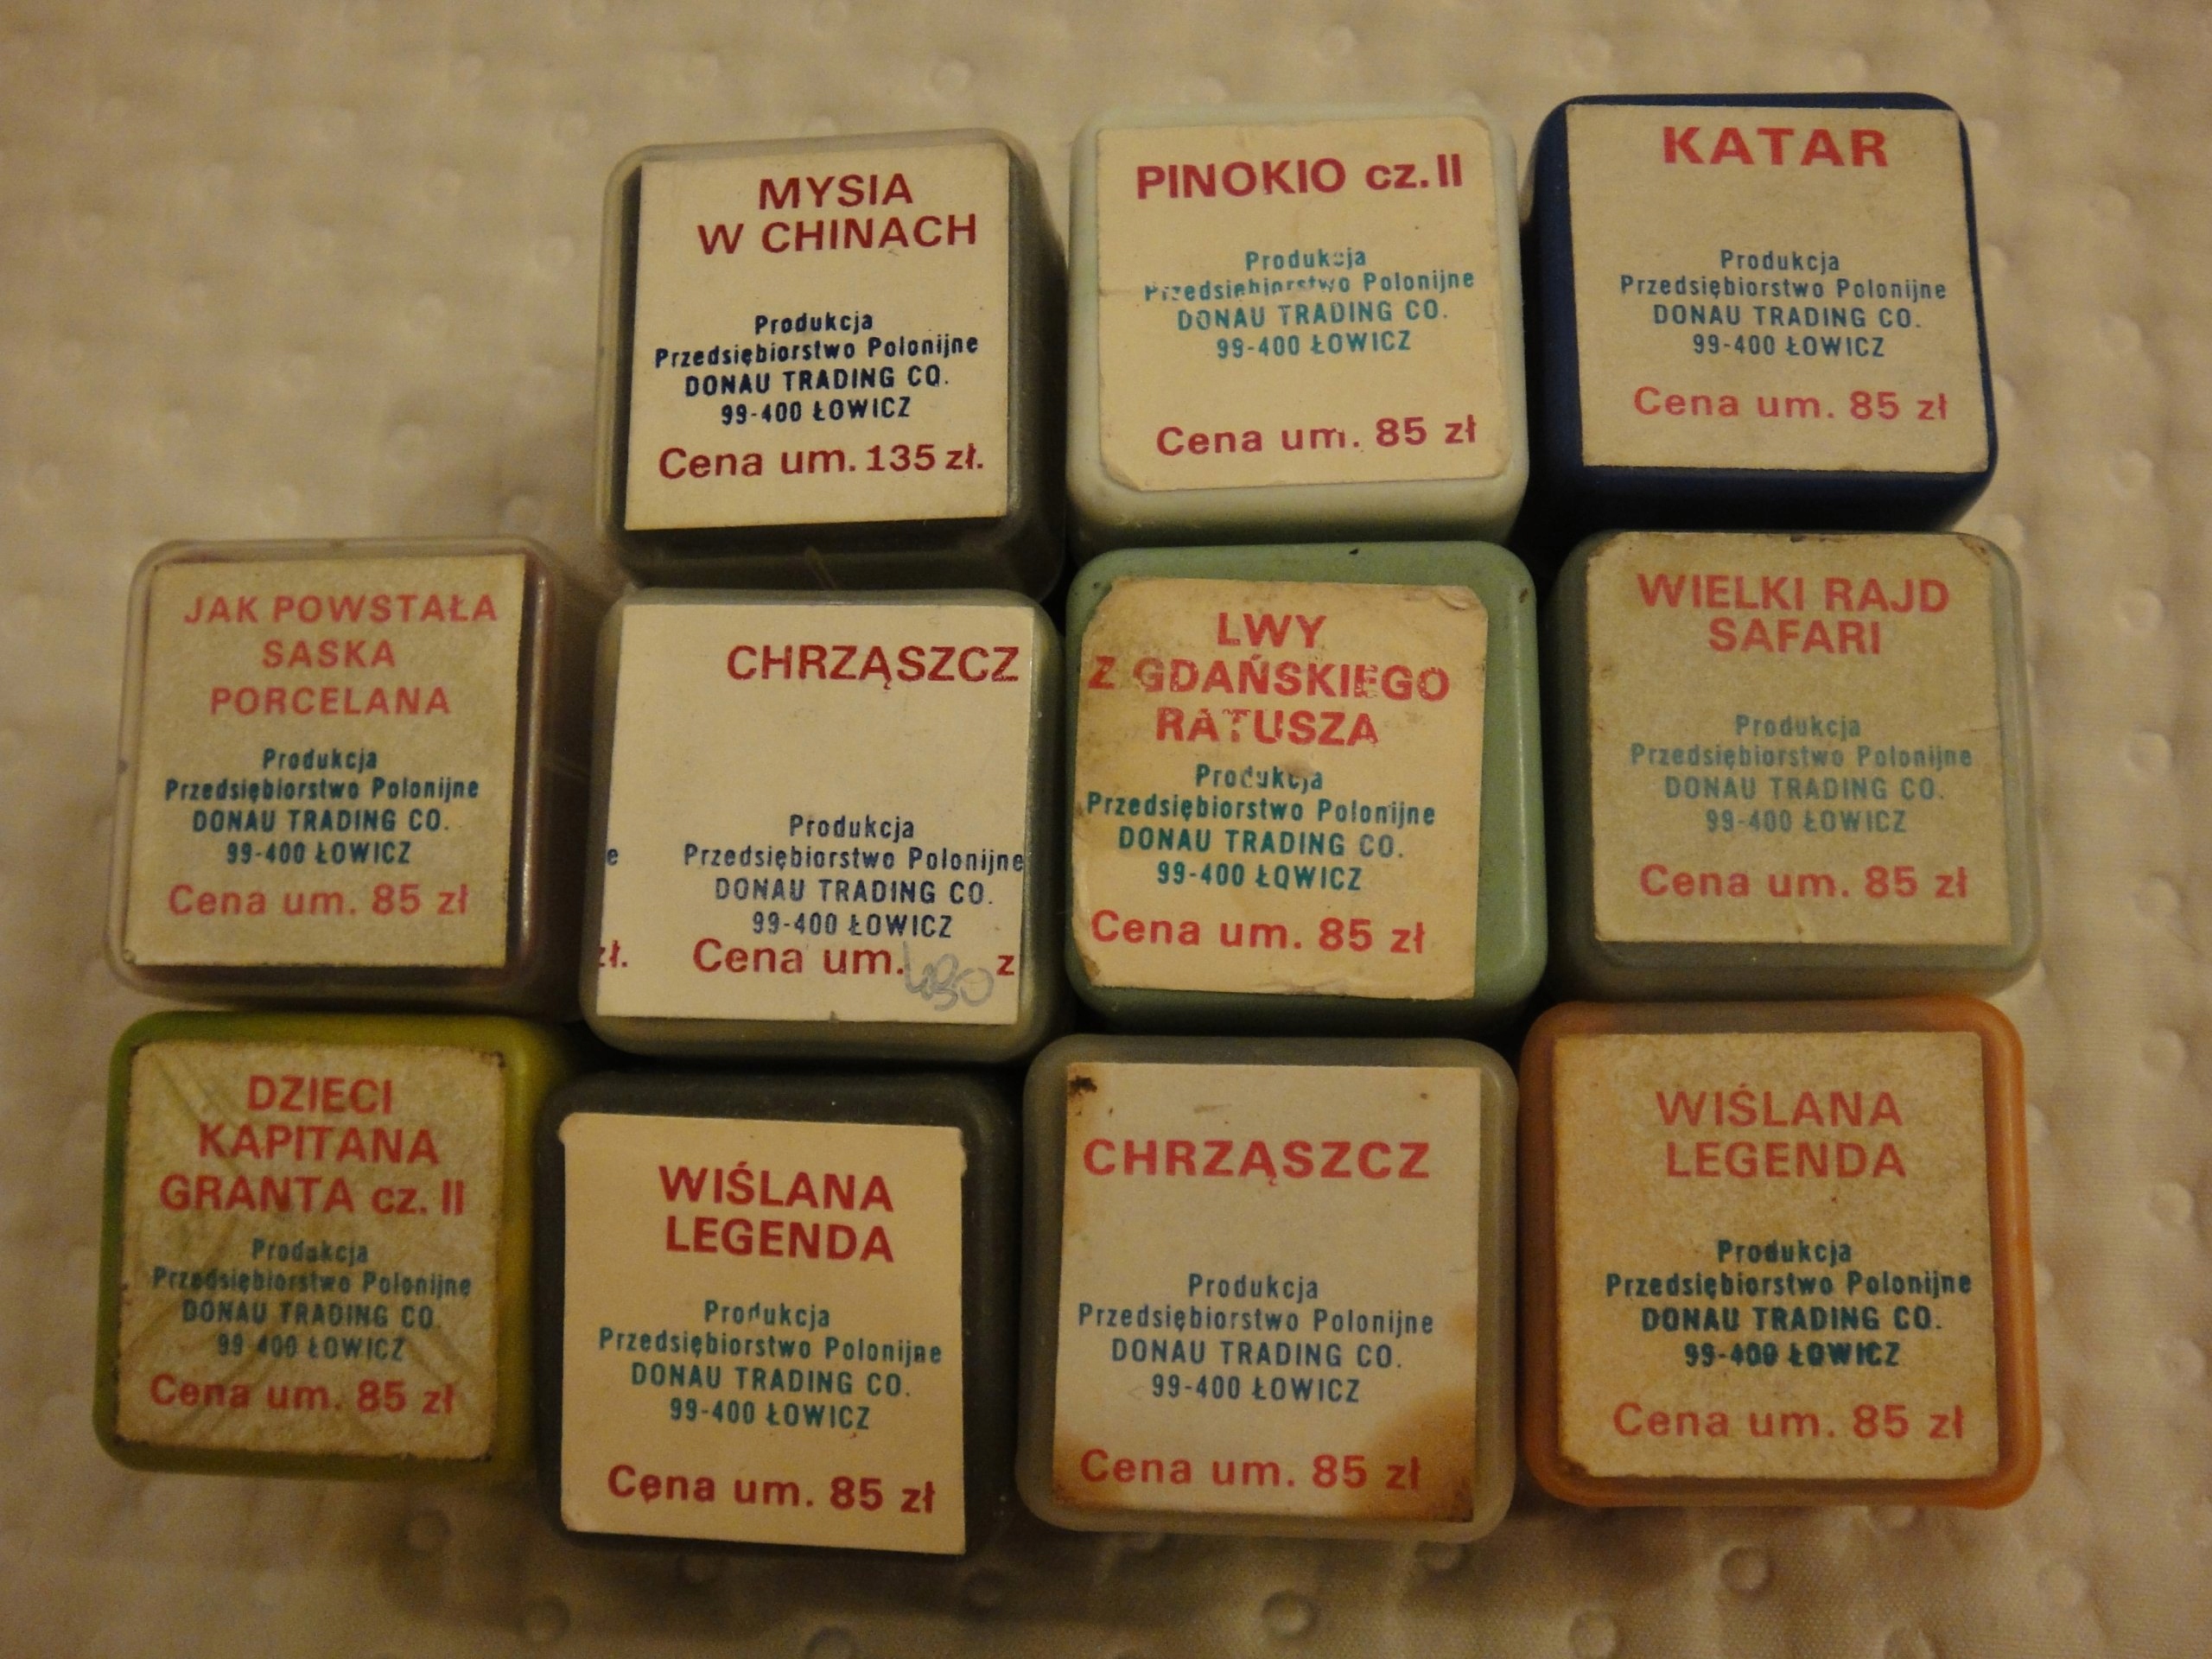 MYSIA
W CHINACH
Produkcja
Przedsiębiorstwo Polonijne
DONAU TRADING CO.
99-400 ŁOWICZ
Cena um. 135 zł.
PINOKIO cz. II
Produkcja
Przedsiębiorstwo Polonijne
DONAU TRADING CO.
99-400 ŁOWICZ
Cena um. 85 zł
KATAR
Produkcja
Przedsiębiorstwo Polonijne
DONAU TRADING CO.
99-400 ŁOWICZ
Cena um. 85 zł
JAK POWSTAŁA
SASKA
PORCELANA
Produkcja
Przedsiębiorstwo Polonijne
DONAU TRADING CO.
99-400 ŁOWICZ
Cena um. 85 zł
CHRZĄSZCZ
Produkcja
e Przedsiębiorstwo Polonijne
DONAU TRADING CO.
99-400 ŁOWICZ
zł. Cena um. z
LWY
Z GDAŃSKIEGO
RATUSZA
Produkcja
Przedsiębiorstwo Polonijne
DONAU TRADING CO.
99-400 ŁOWICZ
Cena um. 85 zł
WIELKI RAJD
SAFARI
Produkcja
Przedsiębiorstwo Polonijne
DONAU TRADING CO.
99-400 ŁOWICZ
Cena um. 85 zł
DZIECI
KAPITANA
GRANTA cz. II
Produkcja
Przedsiębiorstwo Polonijne
DONAU TRADING CO.
99-400 ŁOWICZ
Cena um. 85 zł
WIŚLANA
LEGENDA
Produkcja
Przedsiębiorstwo Polonijne
DONAU TRADING CO.
99-400 ŁOWICZ
Cena um. 85 zł
CHRZĄSZCZ
Produkcja
Przedsiębiorstwo Polonijne
DONAU TRADING CO.
99-400 ŁOWICZ
Cena um. 85 zł
WIŚLANA
LEGENDA
Produkcja
Przedsiębiorstwo Polonijne
DONAU TRADING CO.
99-400 ŁOWICZ
Cena um. 85 zł